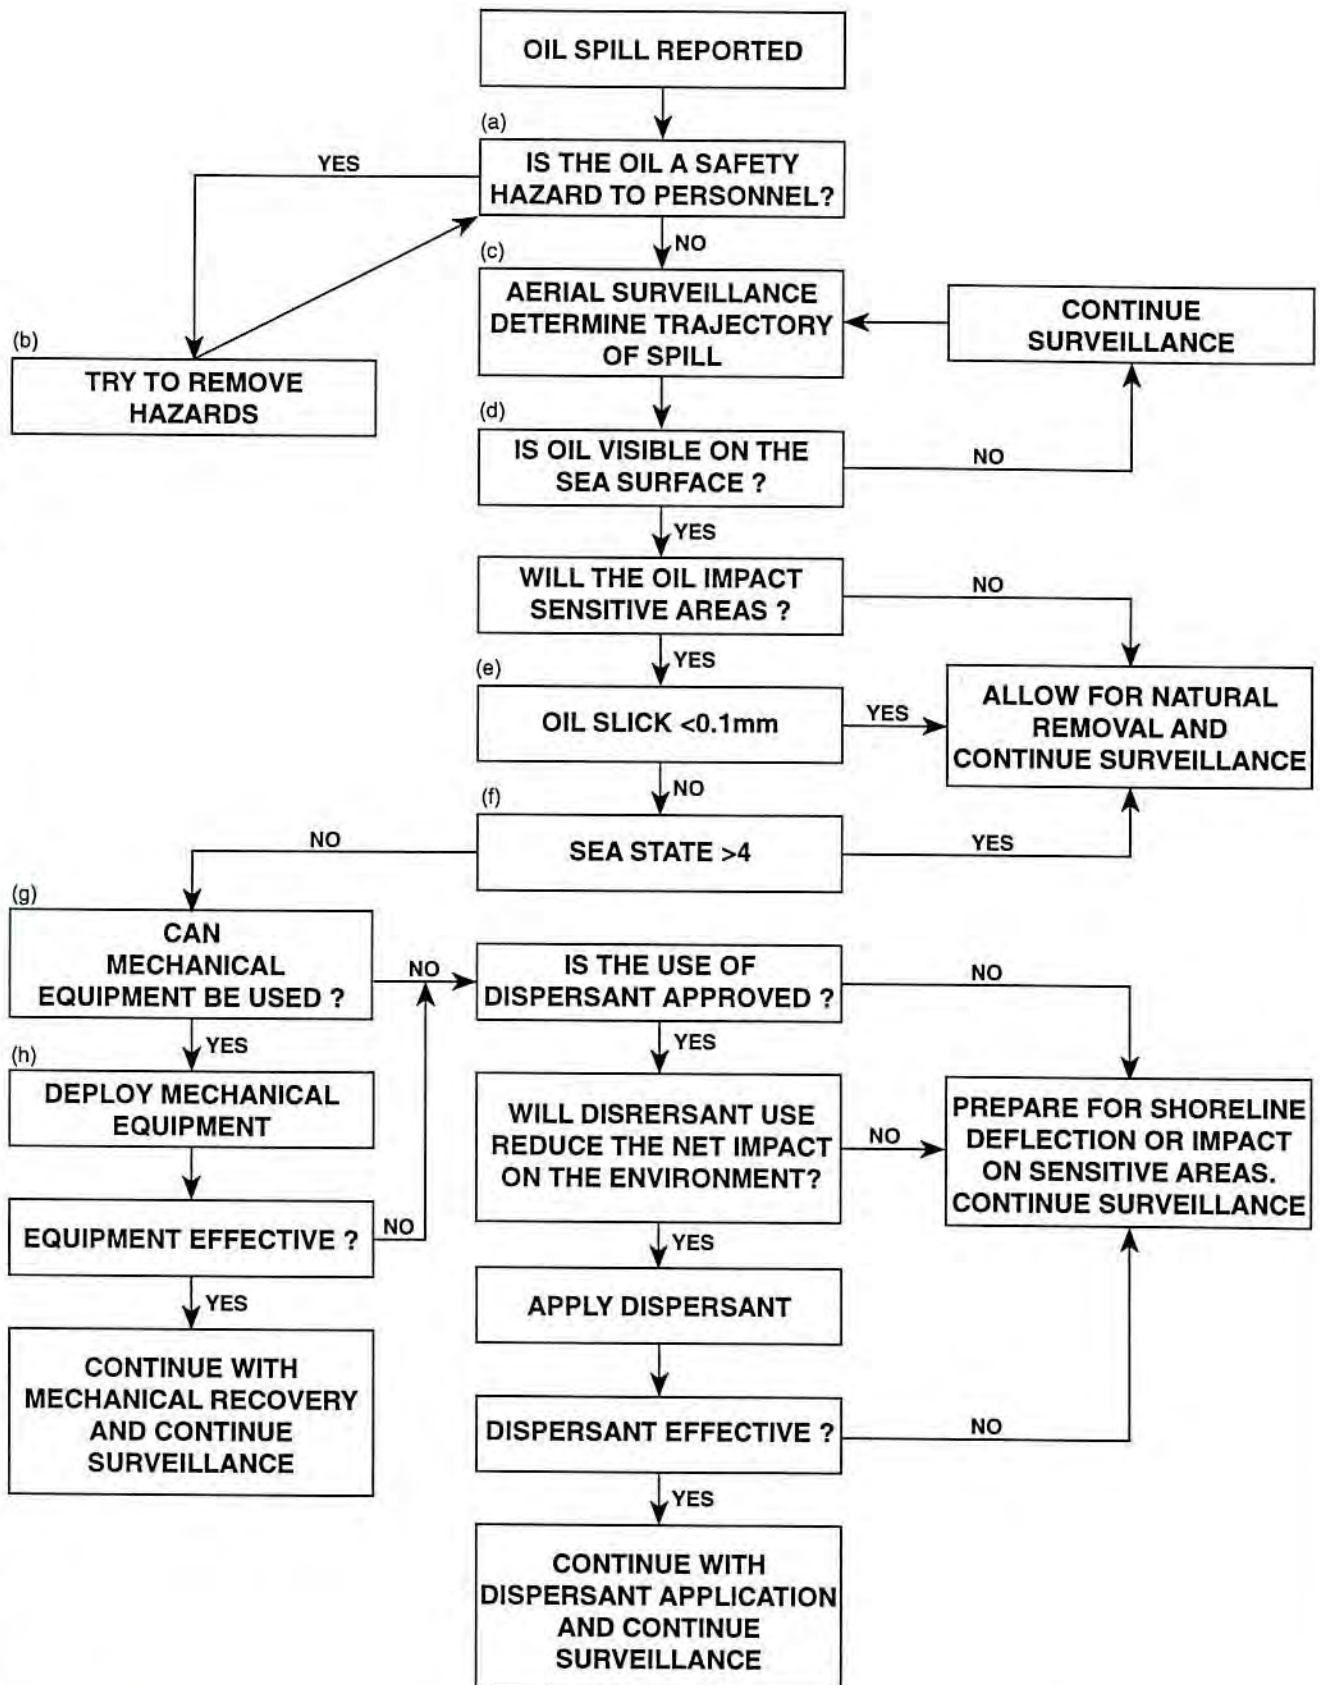 OIL SPILL REPORTED
(a)
IS THE OIL A SAFETY
HAZARD TO PERSONNEL?
YES
NO
(b)
TRY TO REMOVE
HAZARDS
(c)
AERIAL SURVEILLANCE
DETERMINE TRAJECTORY
OF SPILL
CONTINUE
SURVEILLANCE
(d)
IS OIL VISIBLE ON THE
SEA SURFACE ?
NO
YES
WILL THE OIL IMPACT
SENSITIVE AREAS ?
NO
YES
(e)
OIL SLICK <0.1mm
YES
ALLOW FOR NATURAL
REMOVAL AND
CONTINUE SURVEILLANCE
NO
(f)
SEA STATE >4
NO
YES
(g)
CAN
MECHANICAL
EQUIPMENT BE USED ?
NO
YES
(h)
DEPLOY MECHANICAL
EQUIPMENT
EQUIPMENT EFFECTIVE ?
NO
YES
CONTINUE WITH
MECHANICAL RECOVERY
AND CONTINUE
SURVEILLANCE
IS THE USE OF
DISPERSANT APPROVED ?
NO
YES
WILL DISRERSANT USE
REDUCE THE NET IMPACT
ON THE ENVIRONMENT?
NO
YES
PREPARE FOR SHORELINE
DEFLECTION OR IMPACT
ON SENSITIVE AREAS.
CONTINUE SURVEILLANCE
APPLY DISPERSANT
DISPERSANT EFFECTIVE ?
NO
YES
CONTINUE WITH
DISPERSANT APPLICATION
AND CONTINUE
SURVEILLANCE